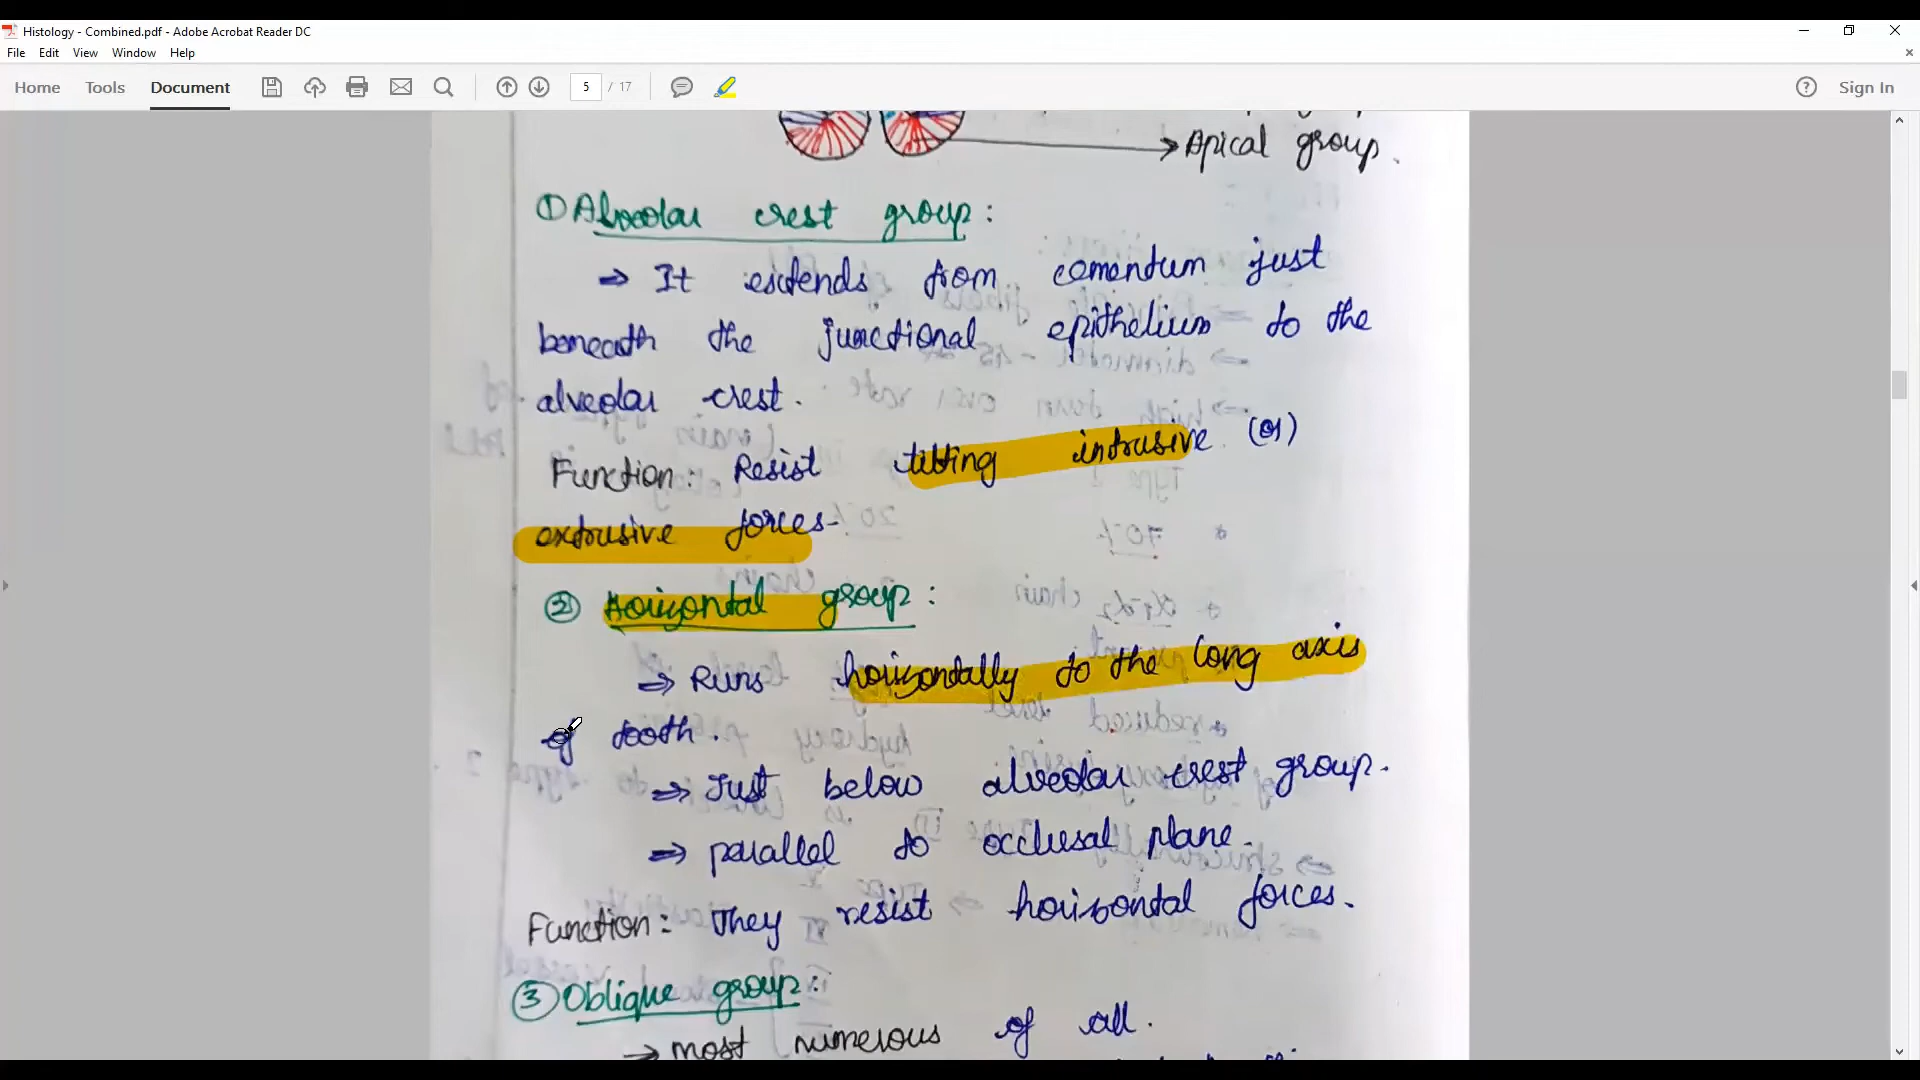 Histology - Combined.pdf - Adobe Acrobat Reader DC
File Edit View Window Help
Home Tools Document 5 / 17 Sign In
→ Apical group.
① Alveolar crest group:
⇒ It extends from cementum just
beneath the junctional epithelium to the
alveolar crest.
Function: Resist tilting intrusive (or)
extrusive forces-
② Horizontal group:
⇒ Runs horizontally to the long axis
of tooth.
⇒ Just below alveolar crest group.
⇒ parallel to occlusal plane.
Function: They resist horizontal forces.
③ Oblique group:
→ most numerous of all.